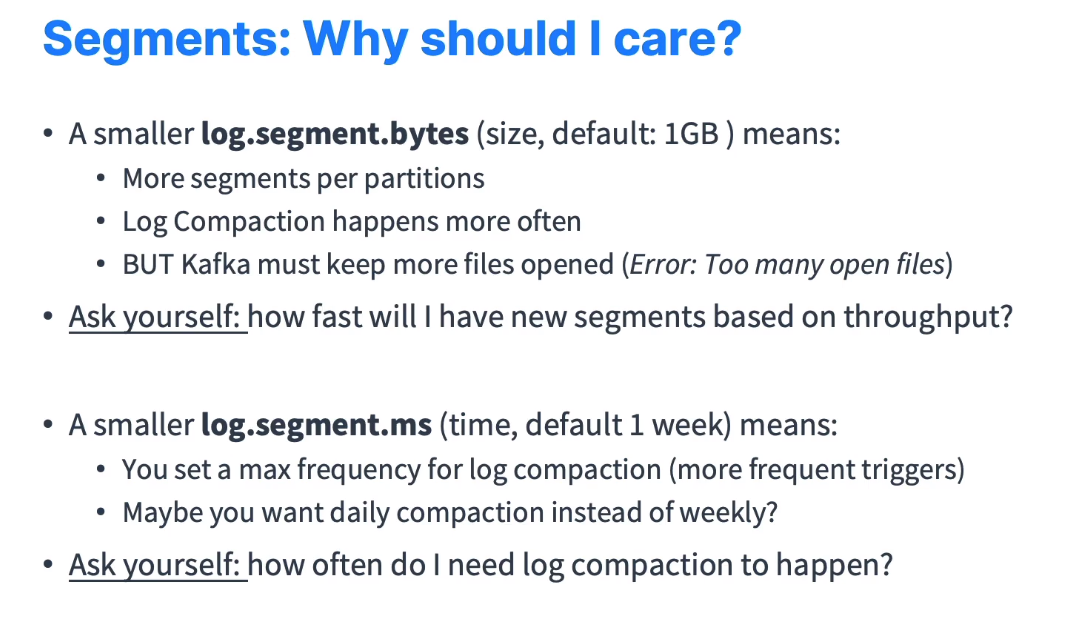 Segments: Why should I care?
• A smaller log.segment.bytes (size, default: 1GB ) means:
• More segments per partitions
• Log Compaction happens more often
• BUT Kafka must keep more files opened (Error: Too many open files)
• Ask yourself: how fast will I have new segments based on throughput?
• A smaller log.segment.ms (time, default 1 week) means:
• You set a max frequency for log compaction (more frequent triggers)
• Maybe you want daily compaction instead of weekly?
• Ask yourself: how often do I need log compaction to happen?